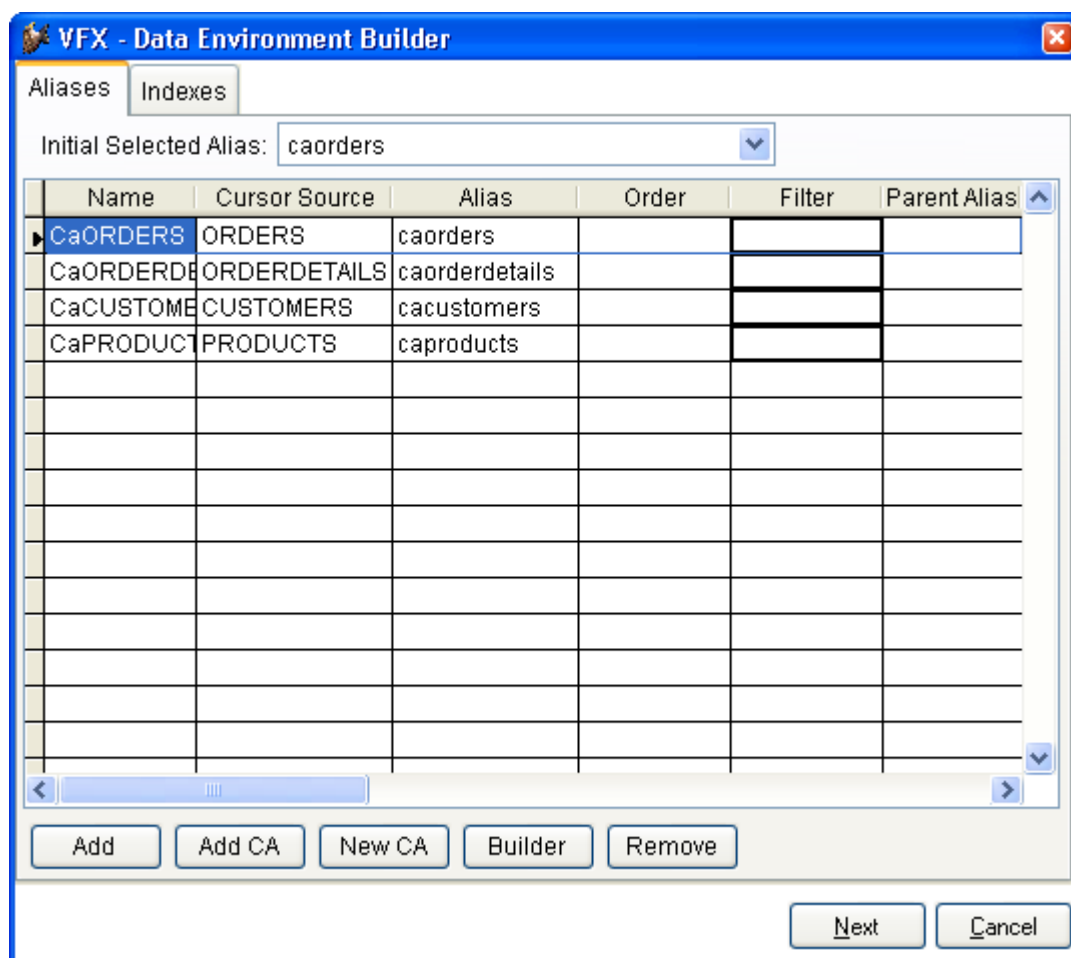 VFX - Data Environment Builder
Aliases Indexes
Initial Selected Alias: caorders
Name Cursor Source Alias Order Filter Parent Alias
CaORDERS ORDERS caorders
CaORDERDE ORDERDETAILS caorderdetails
CaCUSTOME CUSTOMERS cacustomers
CaPRODUCT PRODUCTS caproducts
Add Add CA New CA Builder Remove
Next Cancel